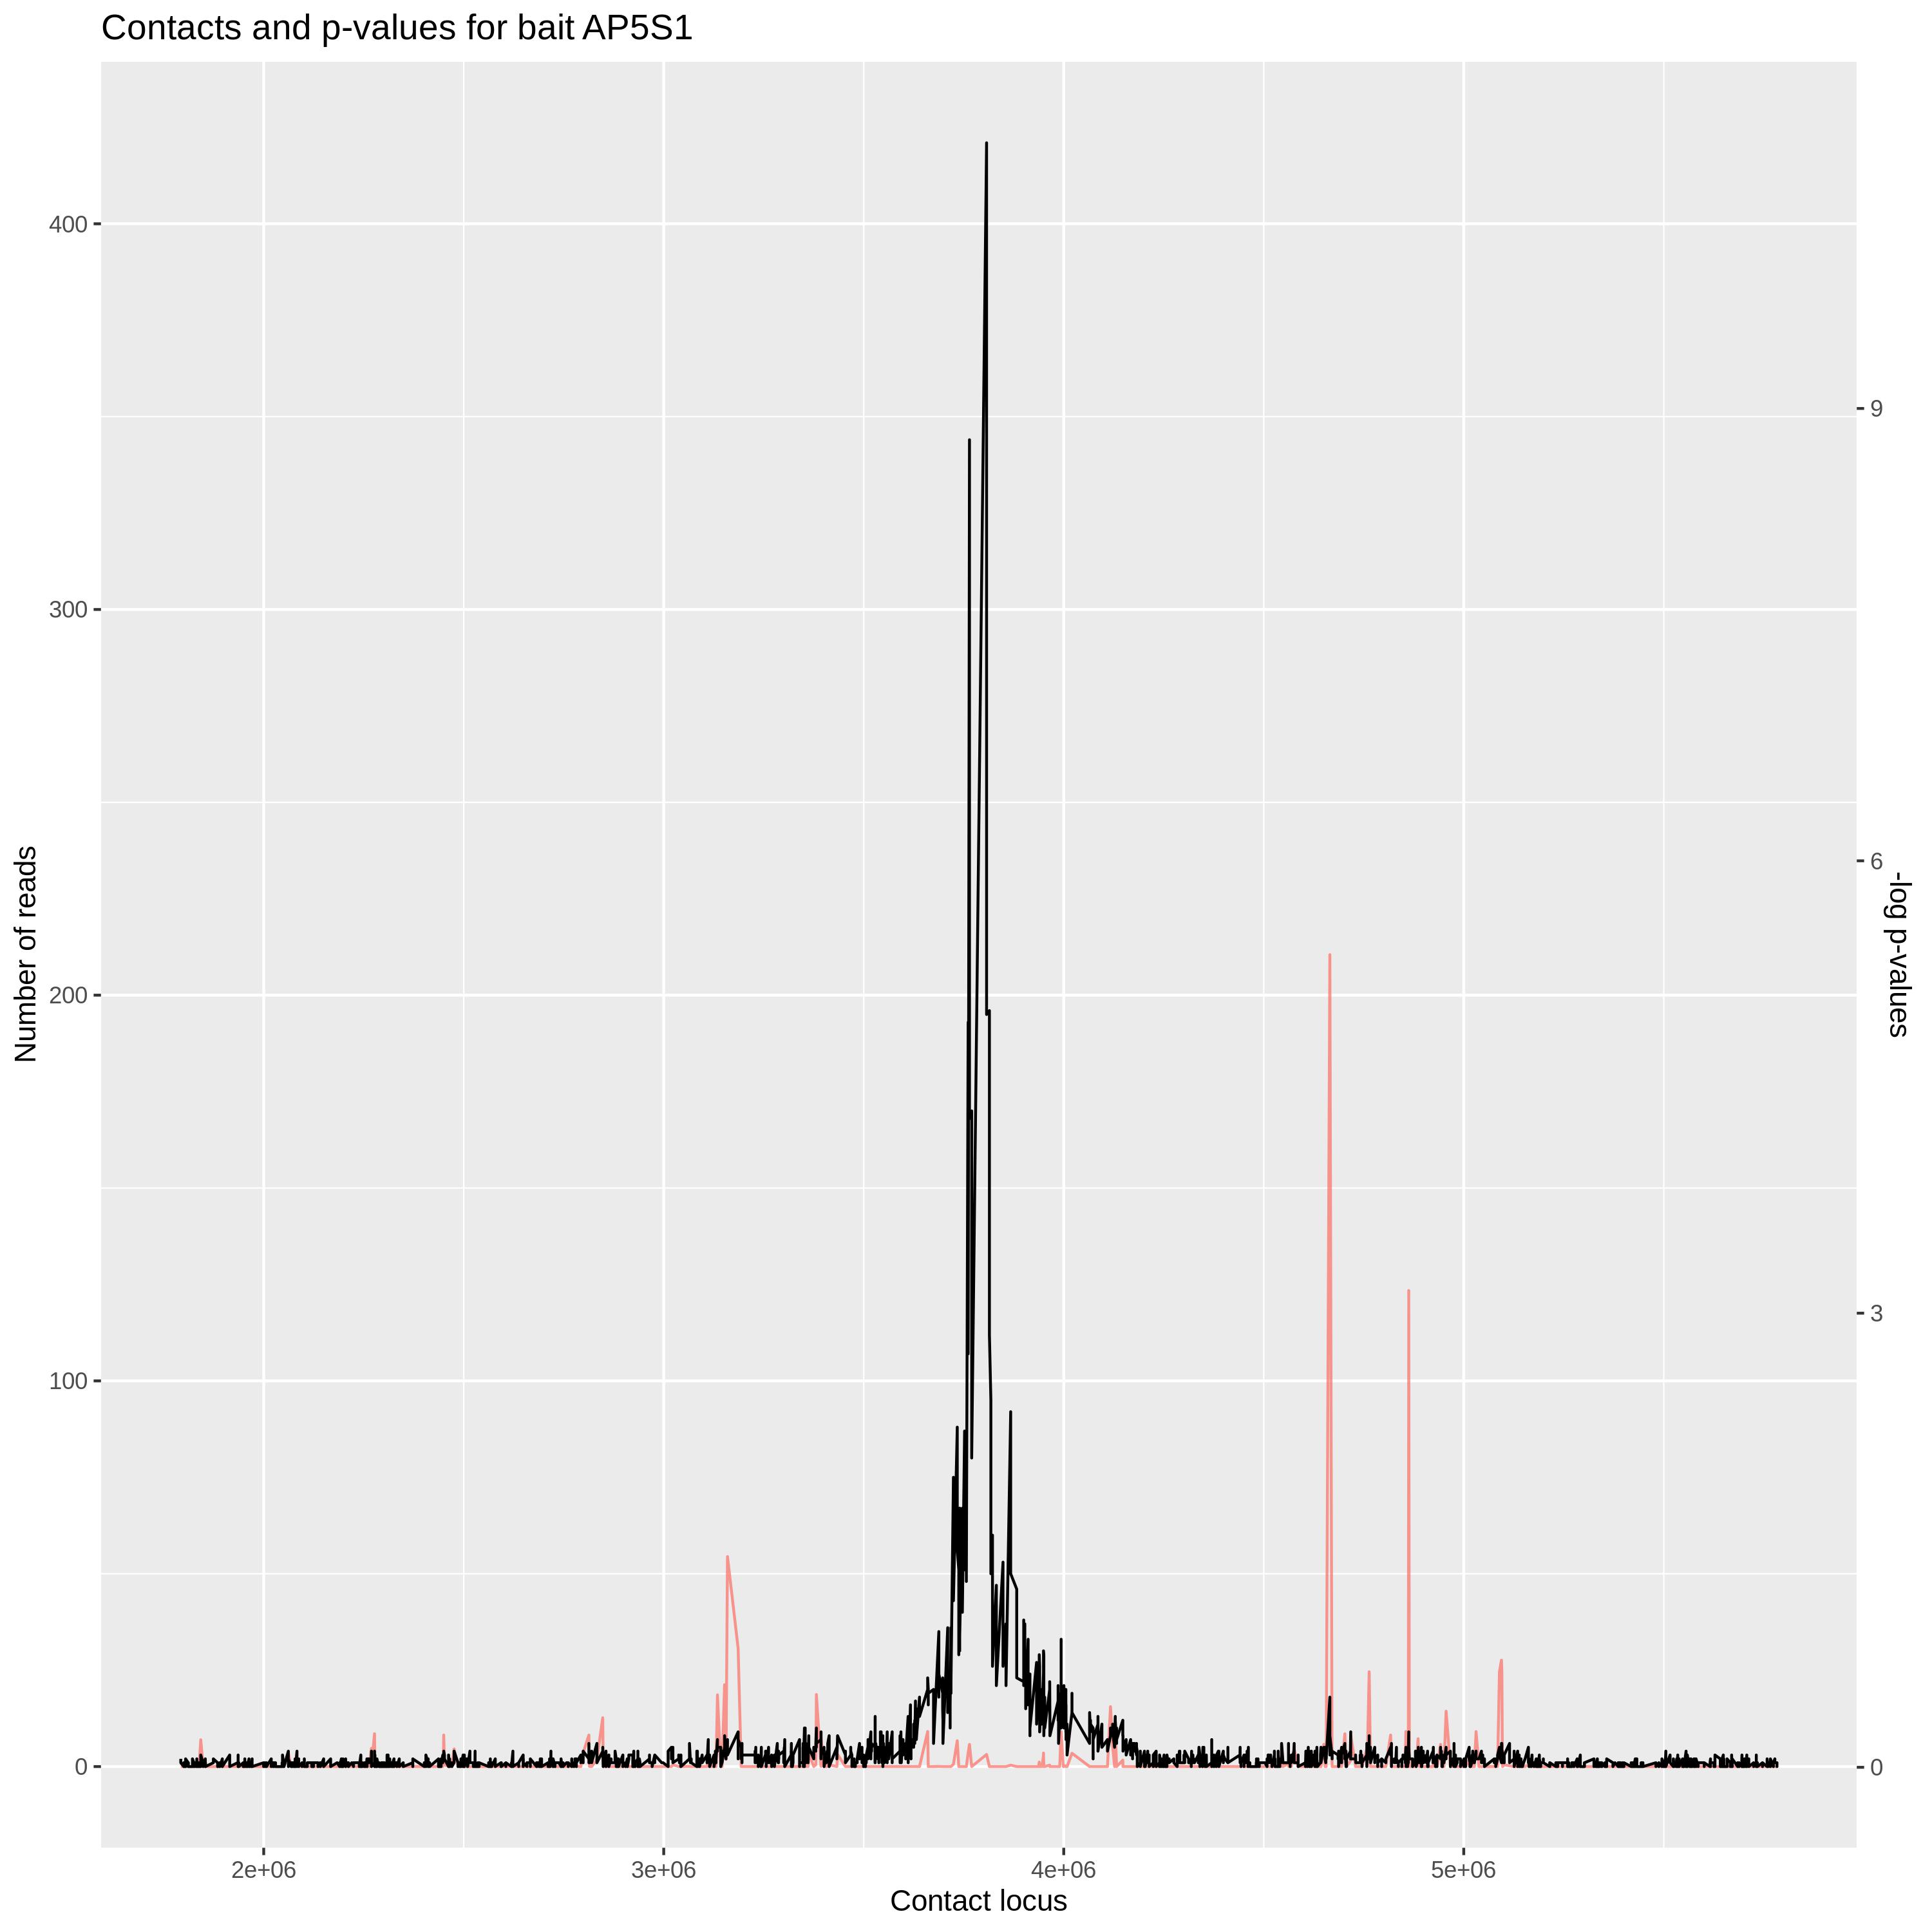 Contacts and p-values for bait AP5S1
400
300
200
100
0
9
6
3
0
Number of reads
-log p-values
2e+06
3e+06
4e+06
5e+06
Contact locus